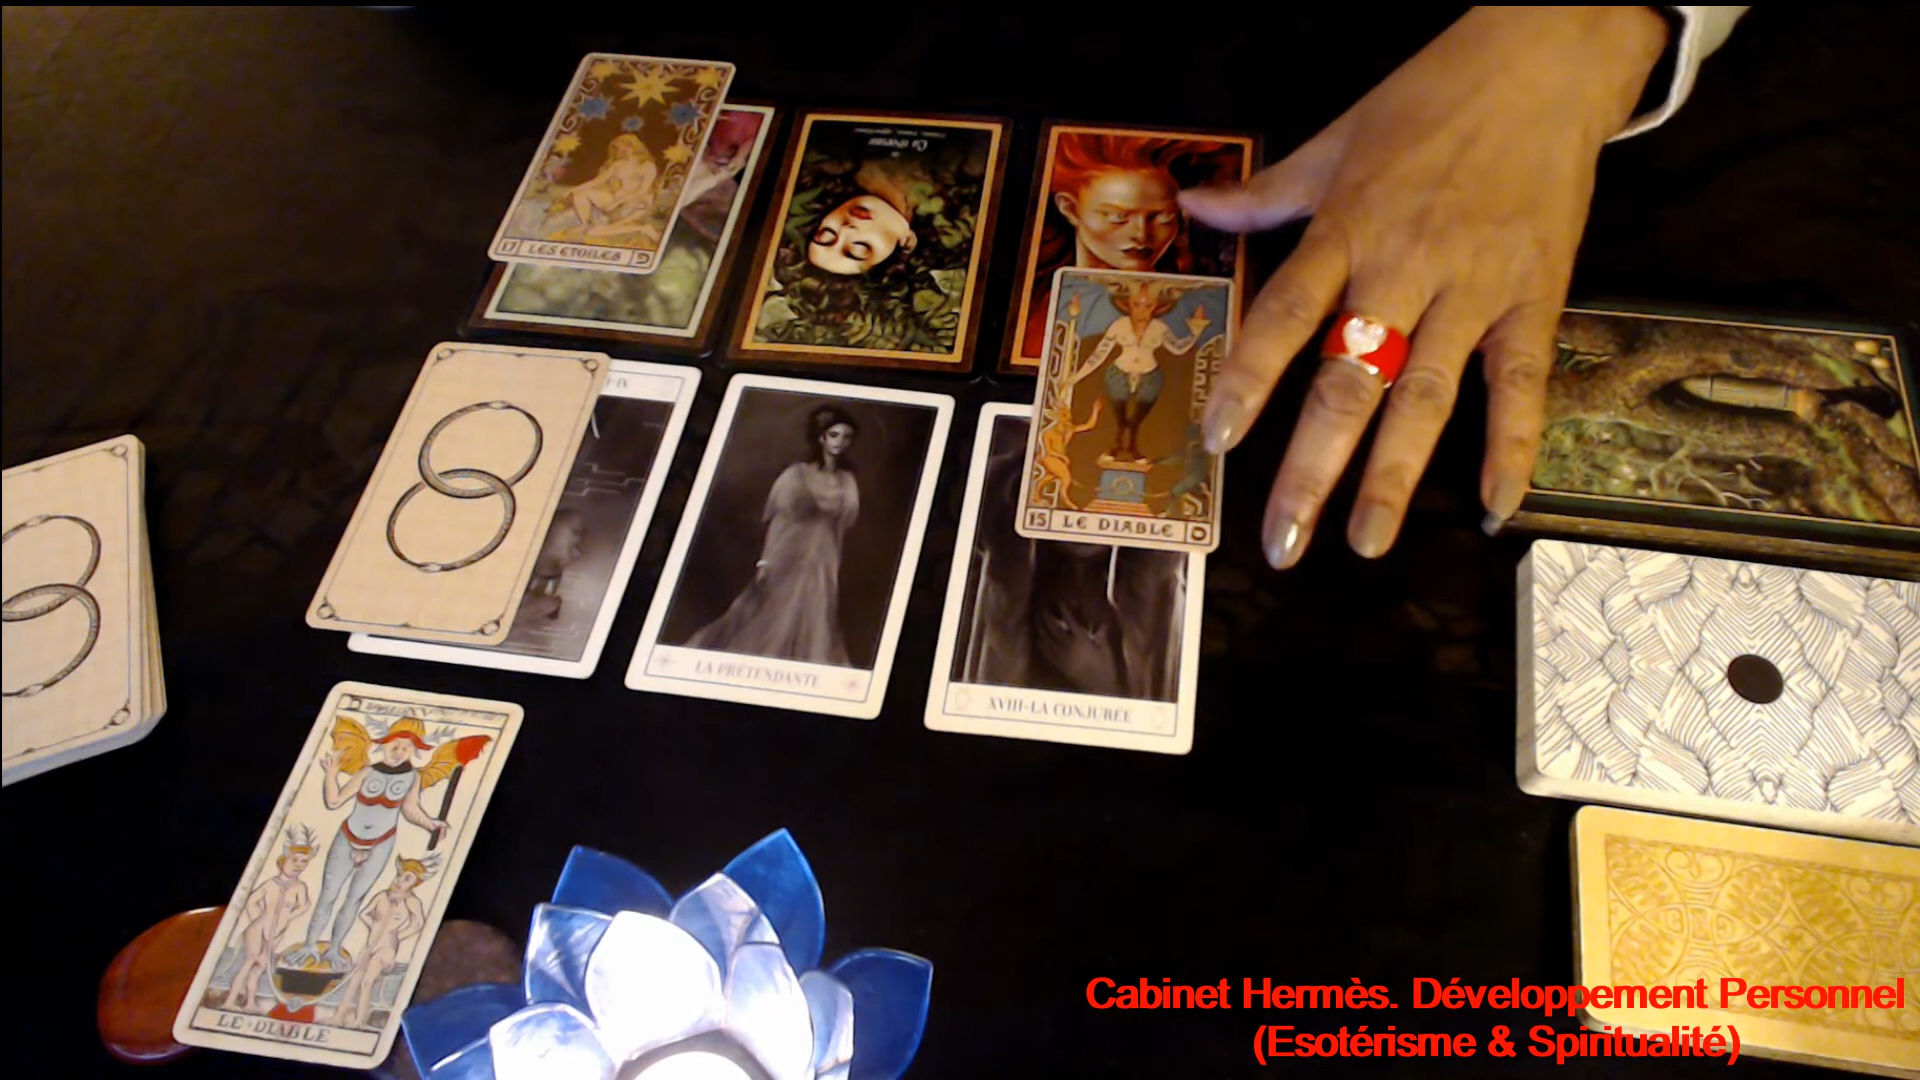 17 LES ETOILES
15 LE DIABLE
LA PRÉTENDANTE
XVIII-LA CONJURÉE
LE·DIABLE
Cabinet Hermès. Développement Personnel
(Esotérisme & Spiritualité)